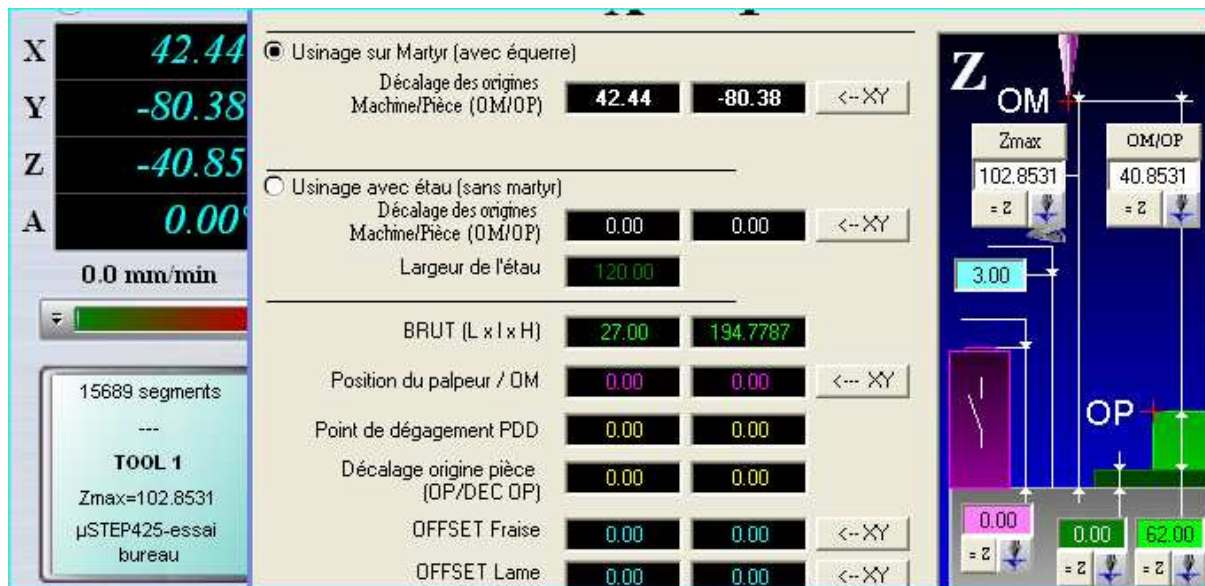 X 42.44
Y -80.38
Z -40.85
A 0.00°
0.0 mm/min
15689 segments
---
TOOL 1
Zmax=102.8531
µSTEP425-essai
bureau
Usinage sur Martyr (avec équerre)
Décalage des origines
Machine/Pièce (OM/OP) 42.44 -80.38 <-- XY
Usinage avec étau (sans martyr)
Décalage des origines
Machine/Pièce (OM/OP) 0.00 0.00 <-- XY
Largeur de l'étau 120.00
BRUT (L x l x H) 27.00 194.7787
Position du palpeur / OM 0.00 0.00 <--- XY
Point de dégagement PDD 0.00 0.00
Décalage origine pièce
(OP/DEC OP) 0.00 0.00
OFFSET Fraise 0.00 0.00 <-- XY
OFFSET Lame 0.00 0.00 <-- XY
Z
OM
Zmax OM/OP
102.8531 40.8531
= Z = Z
3.00
OP
0.00 0.00 62.00
= Z = Z = Z